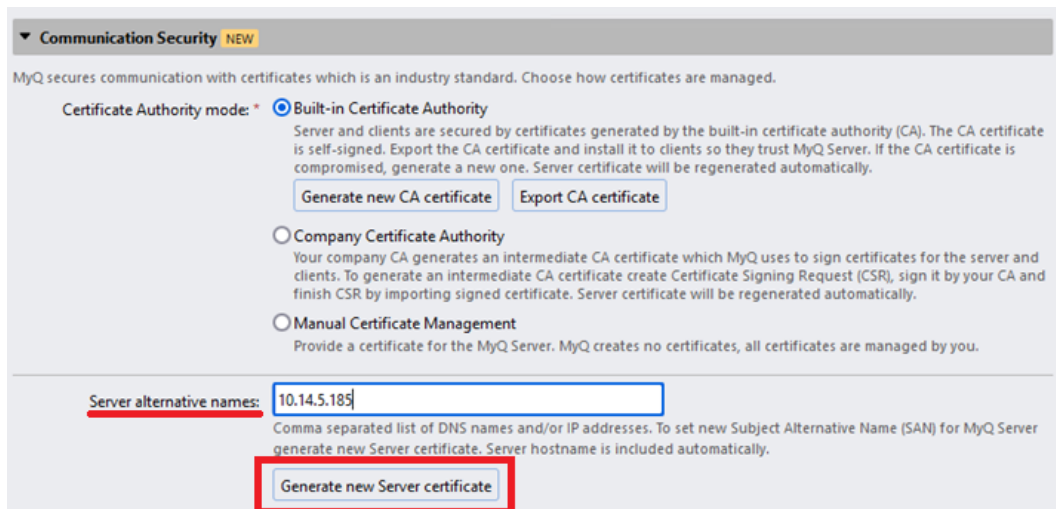 Communication Security NEW
MyQ secures communication with certificates which is an industry standard. Choose how certificates are managed.
Certificate Authority mode: * Built-in Certificate Authority
Server and clients are secured by certificates generated by the built-in certificate authority (CA). The CA certificate
is self-signed. Export the CA certificate and install it to clients so they trust MyQ Server. If the CA certificate is
compromised, generate a new one. Server certificate will be regenerated automatically.
Generate new CA certificate Export CA certificate
Company Certificate Authority
Your company CA generates an intermediate CA certificate which MyQ uses to sign certificates for the server and
clients. To generate an intermediate CA certificate create Certificate Signing Request (CSR), sign it by your CA and
finish CSR by importing signed certificate. Server certificate will be regenerated automatically.
Manual Certificate Management
Provide a certificate for the MyQ Server. MyQ creates no certificates, all certificates are managed by you.
Server alternative names: 10.14.5.185
Comma separated list of DNS names and/or IP addresses. To set new Subject Alternative Name (SAN) for MyQ Server
generate new Server certificate. Server hostname is included automatically.
Generate new Server certificate